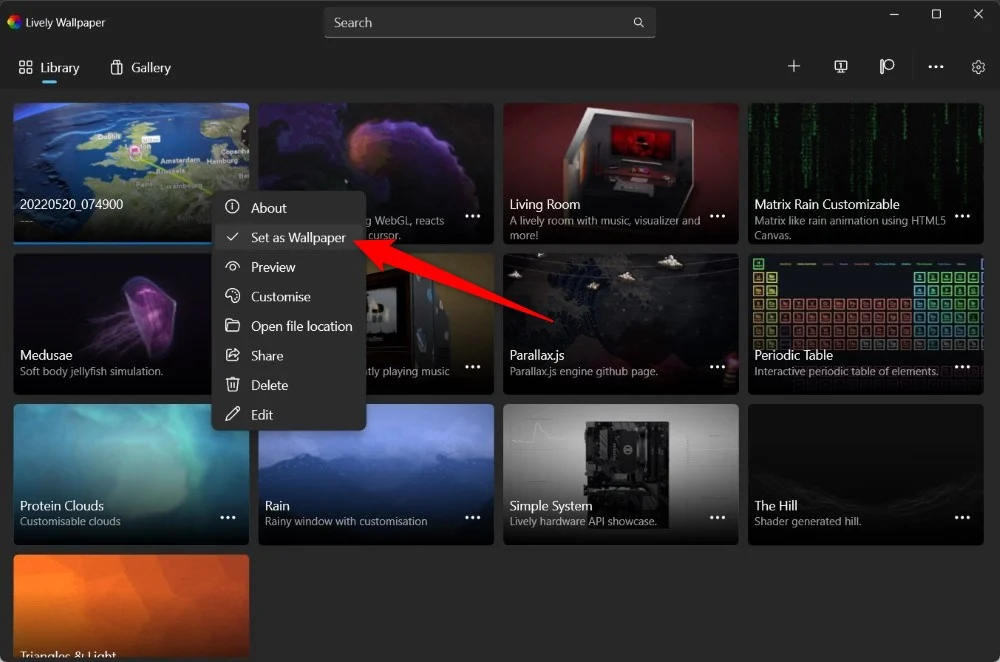 Lively Wallpaper
Search
Library
Gallery
Dublin
London
Amsterdam
Brussels
Luxembourg
Hamburg
20220520_074900
---
g WebGL, reacts
cursor.
Living Room
A lively room with music, visualizer and
more!
Matrix Rain Customizable
Matrix like rain animation using HTML5
Canvas.
About
Set as Wallpaper
Preview
Customise
Open file location
Share
Delete
Edit
Medusae
Soft body jellyfish simulation.
tly playing music
Parallax.js
Parallax.js engine github page.
Periodic Table
Interactive periodic table of elements.
Protein Clouds
Customisable clouds
Rain
Rainy window with customisation
Simple System
Lively hardware API showcase.
The Hill
Shader generated hill.
Triangles & Light